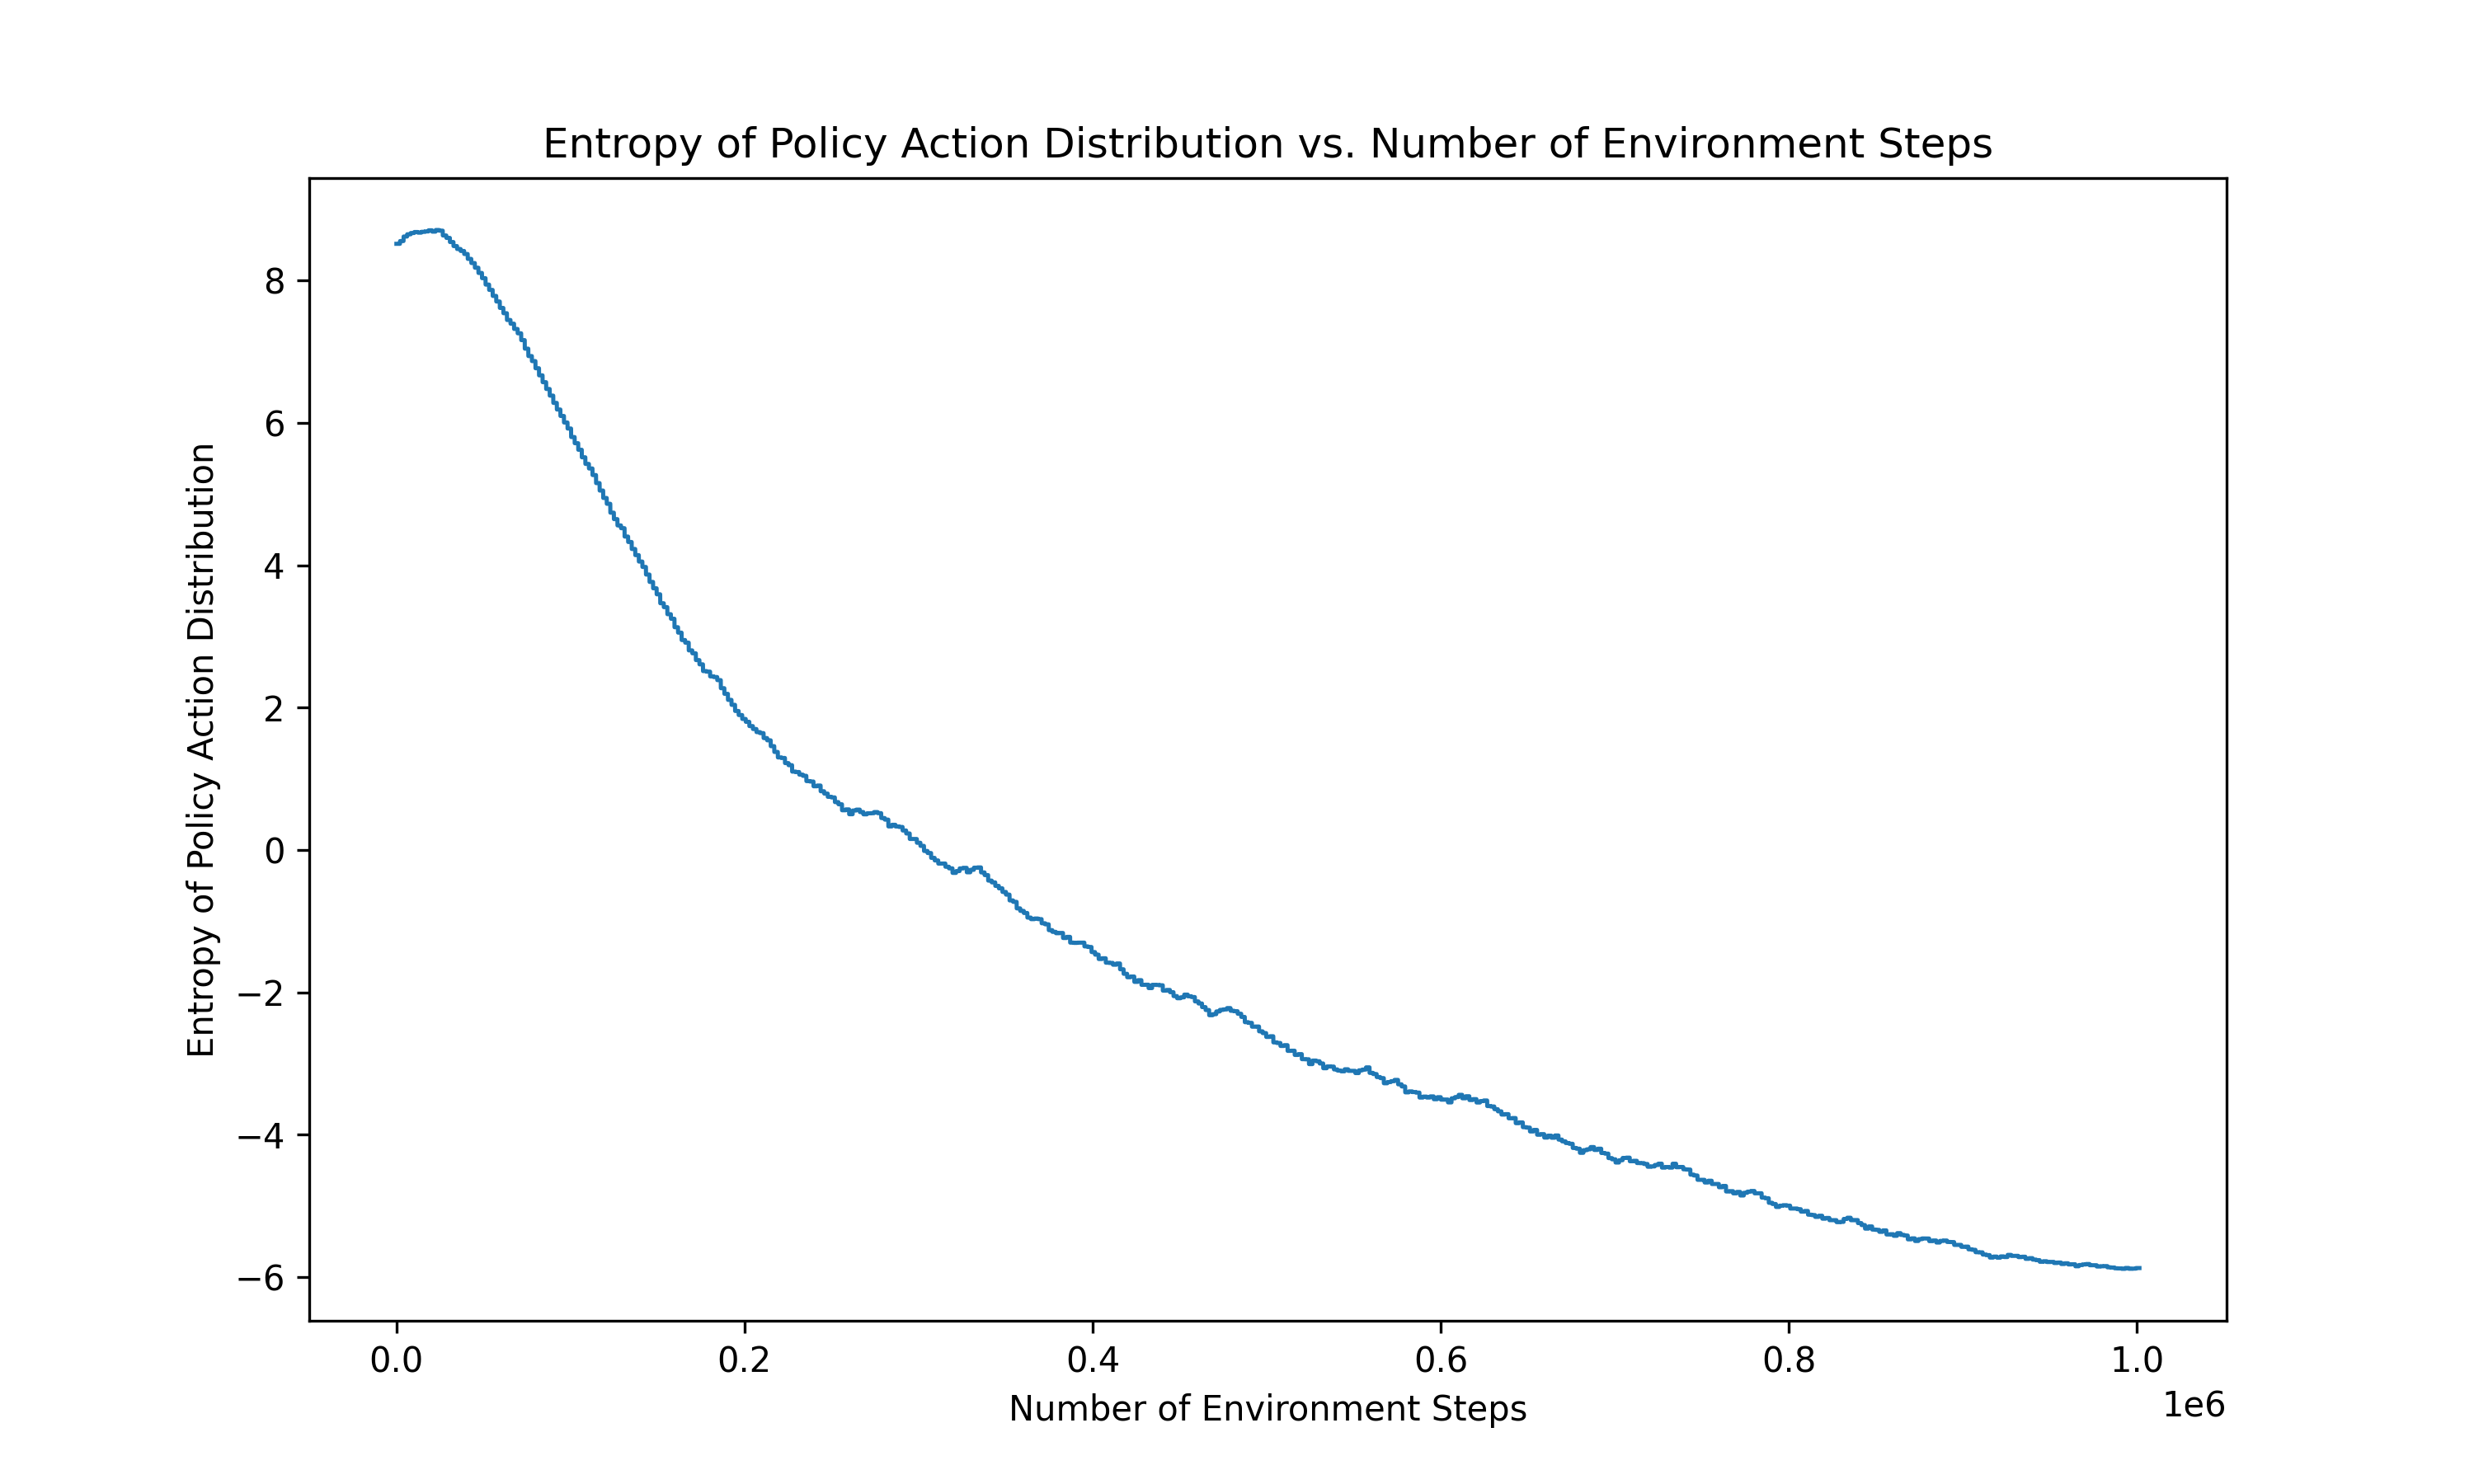 Entropy of Policy Action Distribution vs. Number of Environment Steps
Entropy of Policy Action Distribution
8
6
4
2
0
−2
−4
−6
0.0 0.2 0.4 0.6 0.8 1.0
1e6
Number of Environment Steps